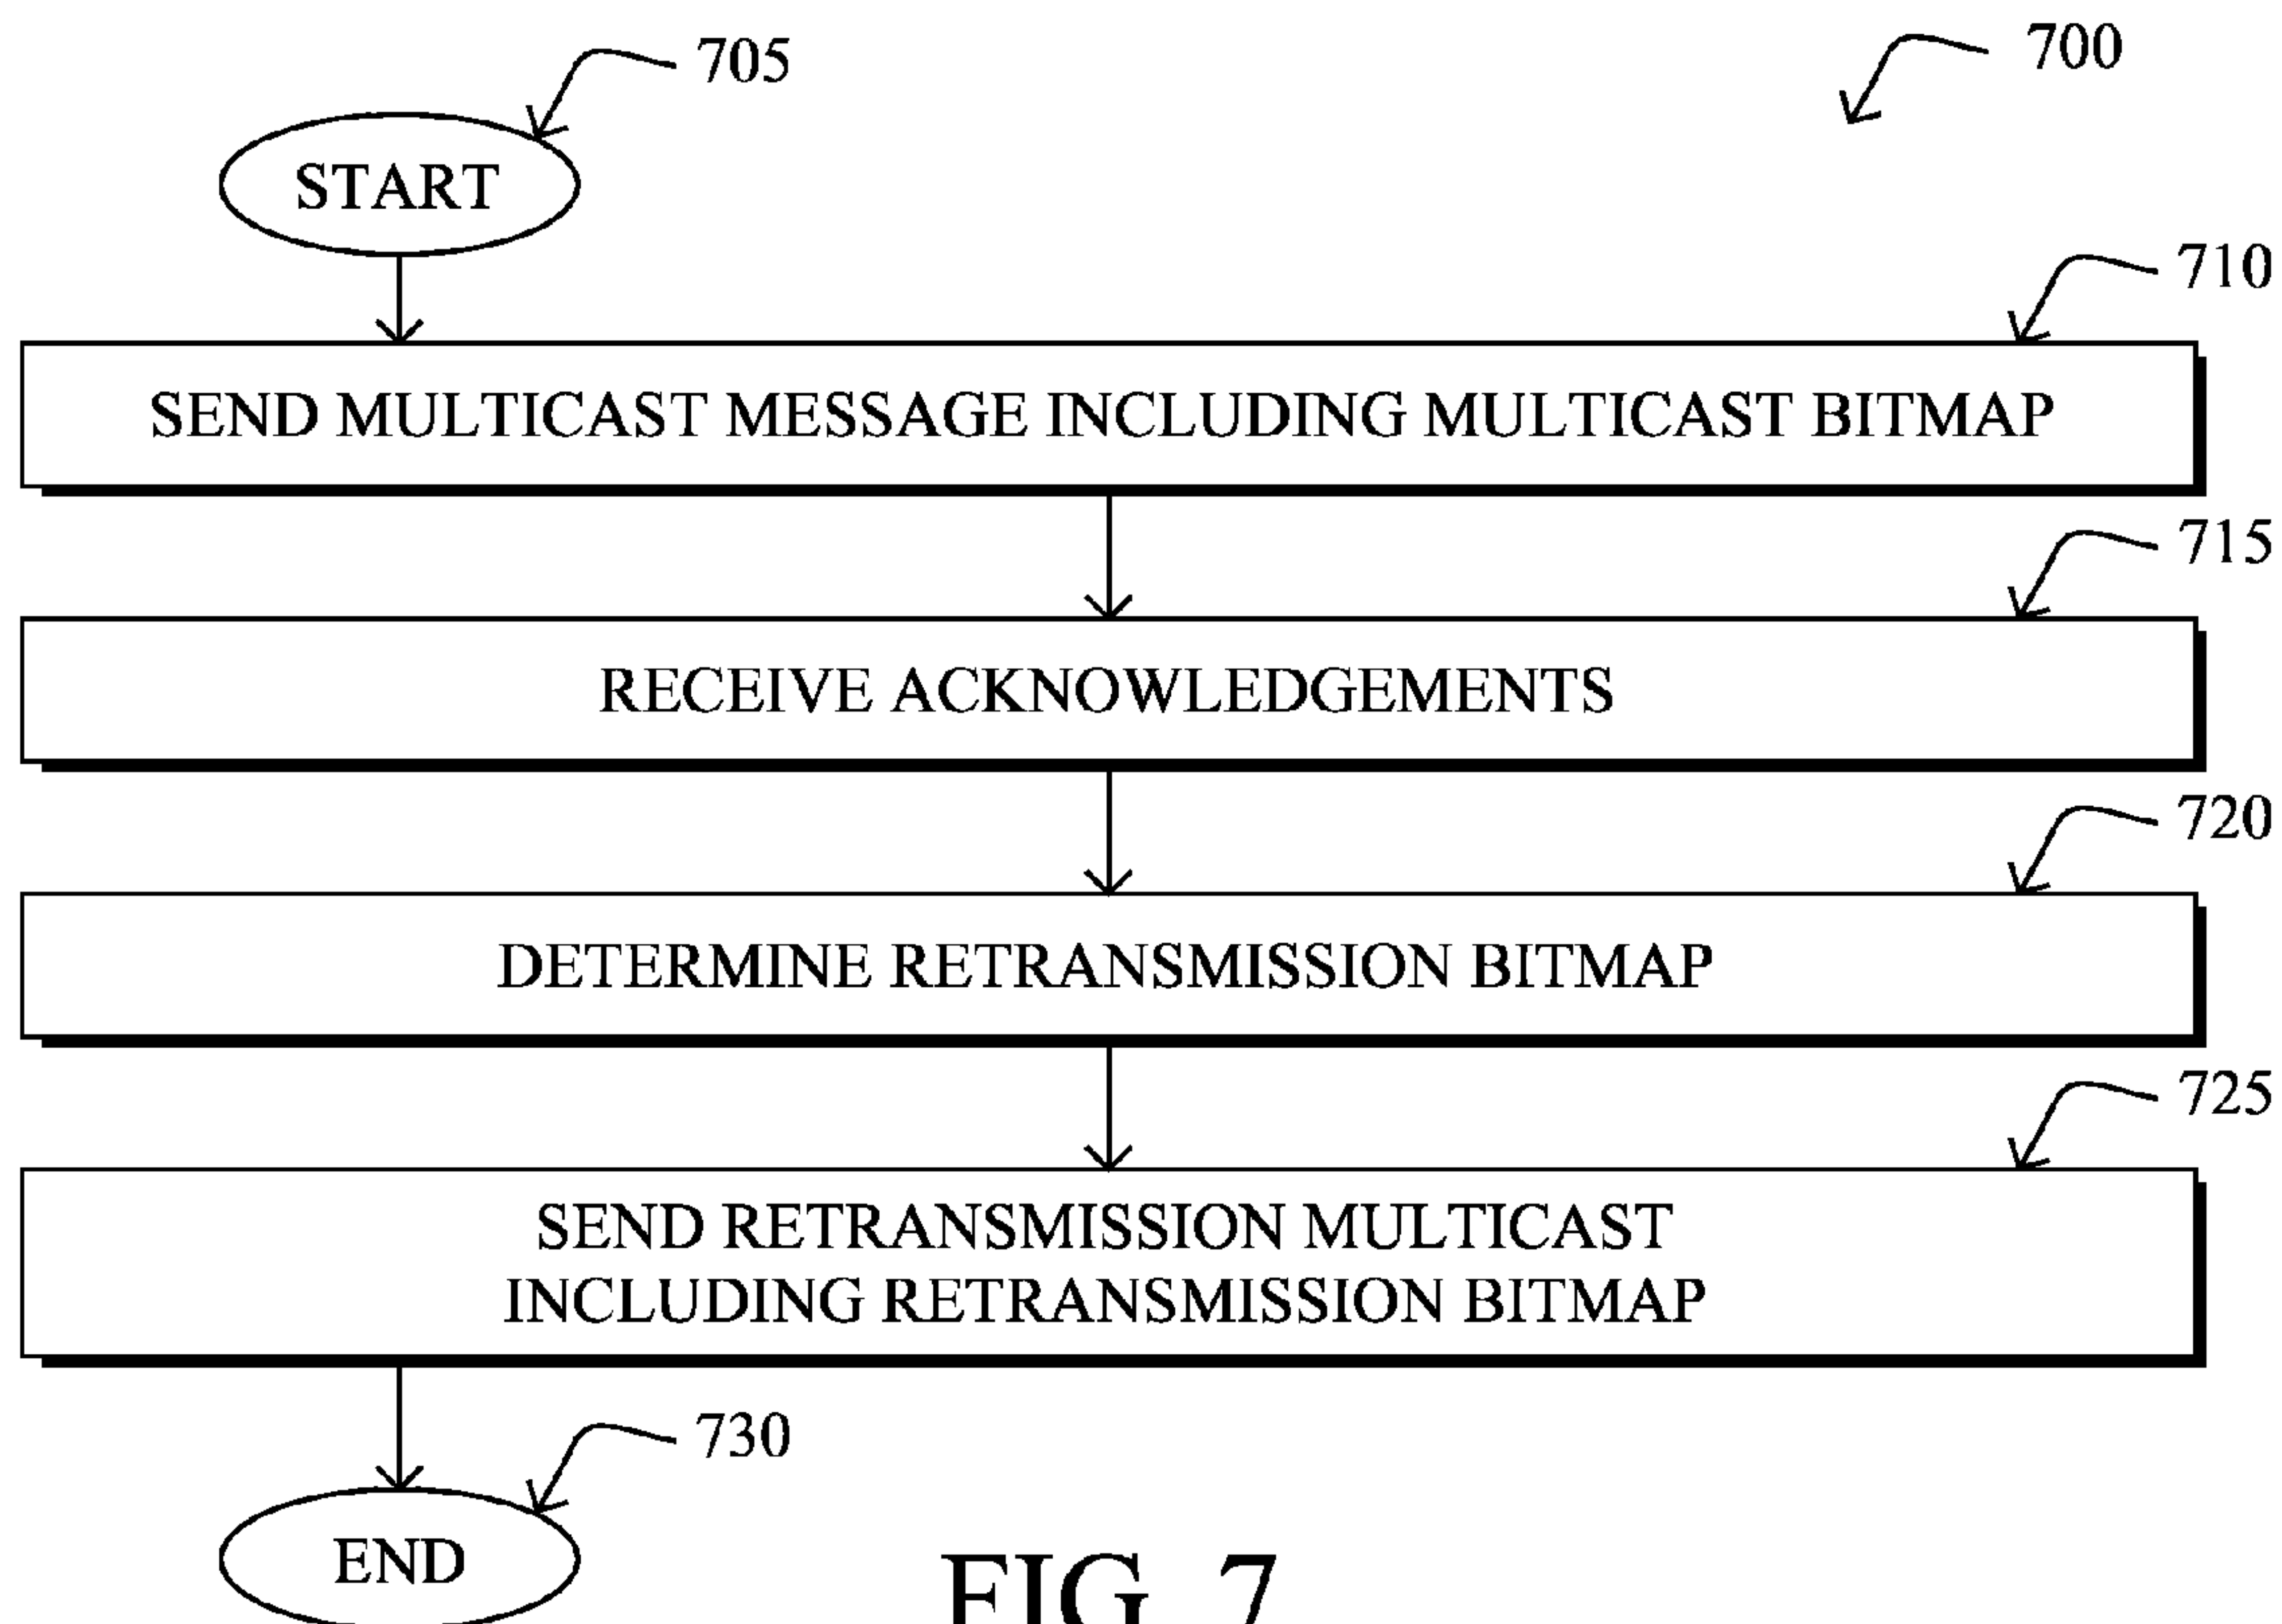 705
700
START
710
SEND MULTICAST MESSAGE INCLUDING MULTICAST BITMAP
715
RECEIVE ACKNOWLEDGEMENTS
720
DETERMINE RETRANSMISSION BITMAP
725
SEND RETRANSMISSION MULTICAST
INCLUDING RETRANSMISSION BITMAP
730
END
FIG. 7